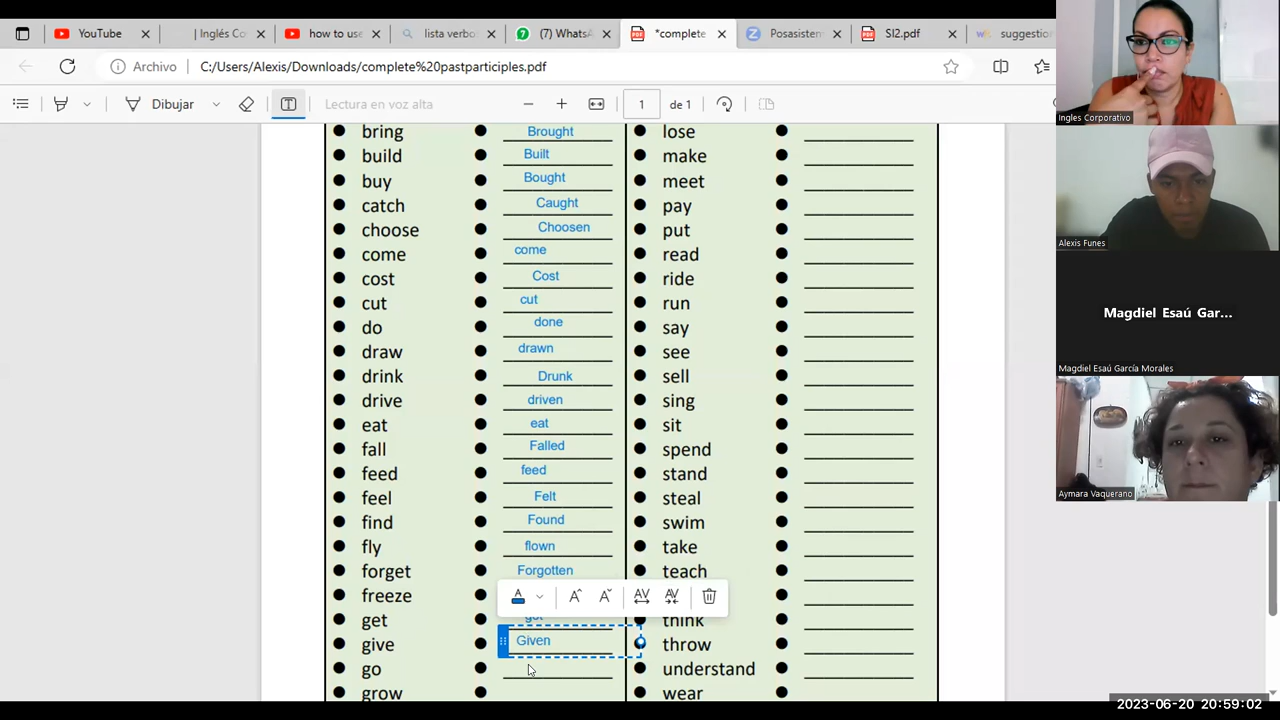 YouTube
| Inglés Co
how to us
lista verbo
(7) Whats
*complete
Posasistem
SI2.pdf
suggestion
Archivo
C:/Users/Alexis/Downloads/complete%20pastparticiples.pdf
Dibujar
Lectura en voz alta
1
de 1
bring Brought lose
build Built make
buy Bought meet
catch Caught pay
choose Choosen put
come come read
cost Cost ride
cut cut run
do done say
draw drawn see
drink Drunk sell
drive driven sing
eat eat sit
fall Falled spend
feed feed stand
feel Felt steal
find Found swim
fly flown take
forget Forgotten teach
freeze
get got think
give Given throw
go understand
grow wear
Ingles Corporativo
Alexis Funes
Magdiel Esaú Gar...
Magdiel Esaú García Morales
Aymara Vaquerano
2023-06-20 20:59:02